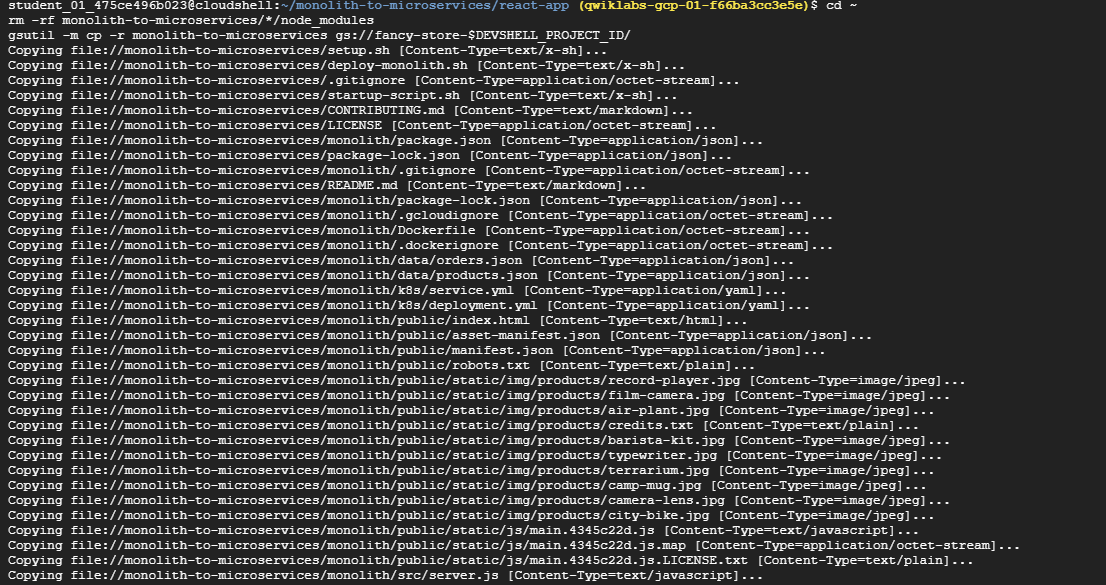 student_01_475ce496b023@cloudshell:~/monolith-to-microservices/react-app (qwiklabs-gcp-01-f66ba3cc3e5e)$ cd ~
rm -rf monolith-to-microservices/*/node_modules
gsutil -m cp -r monolith-to-microservices gs://fancy-store-$DEVSHELL_PROJECT_ID/
Copying file://monolith-to-microservices/setup.sh [Content-Type=text/x-sh]...
Copying file://monolith-to-microservices/deploy-monolith.sh [Content-Type=text/x-sh]...
Copying file://monolith-to-microservices/.gitignore [Content-Type=application/octet-stream]...
Copying file://monolith-to-microservices/startup-script.sh [Content-Type=text/x-sh]...
Copying file://monolith-to-microservices/CONTRIBUTING.md [Content-Type=text/markdown]...
Copying file://monolith-to-microservices/LICENSE [Content-Type=application/octet-stream]...
Copying file://monolith-to-microservices/monolith/package.json [Content-Type=application/json]...
Copying file://monolith-to-microservices/package-lock.json [Content-Type=application/json]...
Copying file://monolith-to-microservices/monolith/.gitignore [Content-Type=application/octet-stream]...
Copying file://monolith-to-microservices/README.md [Content-Type=text/markdown]...
Copying file://monolith-to-microservices/monolith/package-lock.json [Content-Type=application/json]...
Copying file://monolith-to-microservices/monolith/.gcloudignore [Content-Type=application/octet-stream]...
Copying file://monolith-to-microservices/monolith/Dockerfile [Content-Type=application/octet-stream]...
Copying file://monolith-to-microservices/monolith/.dockerignore [Content-Type=application/octet-stream]...
Copying file://monolith-to-microservices/monolith/data/orders.json [Content-Type=application/json]...
Copying file://monolith-to-microservices/monolith/data/products.json [Content-Type=application/json]...
Copying file://monolith-to-microservices/monolith/k8s/service.yml [Content-Type=application/yaml]...
Copying file://monolith-to-microservices/monolith/k8s/deployment.yml [Content-Type=application/yaml]...
Copying file://monolith-to-microservices/monolith/public/index.html [Content-Type=text/html]...
Copying file://monolith-to-microservices/monolith/public/asset-manifest.json [Content-Type=application/json]...
Copying file://monolith-to-microservices/monolith/public/manifest.json [Content-Type=application/json]...
Copying file://monolith-to-microservices/monolith/public/robots.txt [Content-Type=text/plain]...
Copying file://monolith-to-microservices/monolith/public/static/img/products/record-player.jpg [Content-Type=image/jpeg]...
Copying file://monolith-to-microservices/monolith/public/static/img/products/film-camera.jpg [Content-Type=image/jpeg]...
Copying file://monolith-to-microservices/monolith/public/static/img/products/air-plant.jpg [Content-Type=image/jpeg]...
Copying file://monolith-to-microservices/monolith/public/static/img/products/credits.txt [Content-Type=text/plain]...
Copying file://monolith-to-microservices/monolith/public/static/img/products/barista-kit.jpg [Content-Type=image/jpeg]...
Copying file://monolith-to-microservices/monolith/public/static/img/products/typewriter.jpg [Content-Type=image/jpeg]...
Copying file://monolith-to-microservices/monolith/public/static/img/products/terrarium.jpg [Content-Type=image/jpeg]...
Copying file://monolith-to-microservices/monolith/public/static/img/products/camp-mug.jpg [Content-Type=image/jpeg]...
Copying file://monolith-to-microservices/monolith/public/static/img/products/camera-lens.jpg [Content-Type=image/jpeg]...
Copying file://monolith-to-microservices/monolith/public/static/img/products/city-bike.jpg [Content-Type=image/jpeg]...
Copying file://monolith-to-microservices/monolith/public/static/js/main.4345c22d.js [Content-Type=text/javascript]...
Copying file://monolith-to-microservices/monolith/public/static/js/main.4345c22d.js.map [Content-Type=application/octet-stream]...
Copying file://monolith-to-microservices/monolith/public/static/js/main.4345c22d.js.LICENSE.txt [Content-Type=text/plain]...
Copying file://monolith-to-microservices/monolith/src/server.js [Content-Type=text/javascript]...